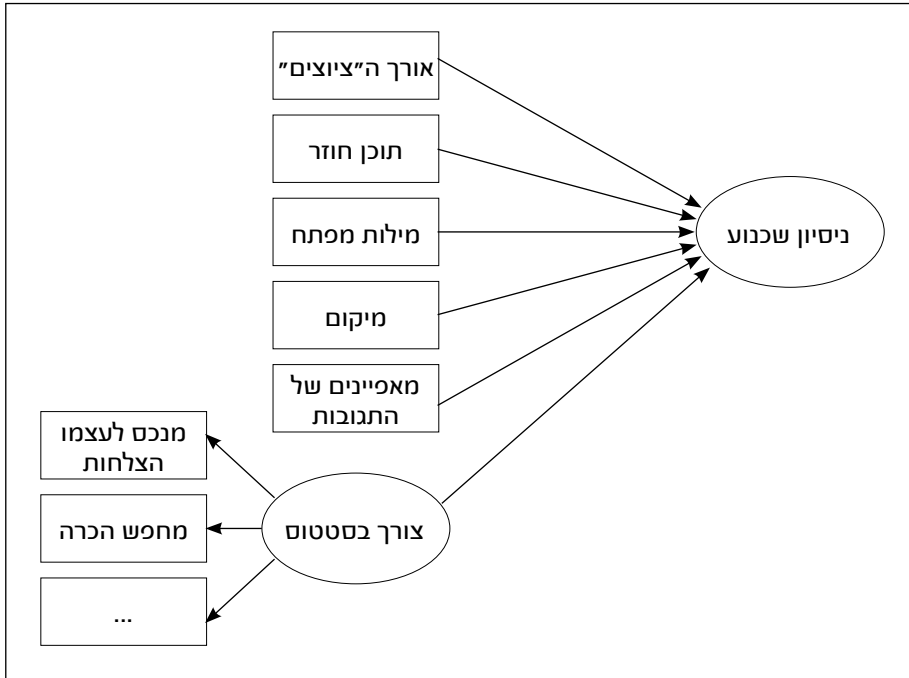 אורך ה"ציוצים"
תוכן חוזר
מילות מפתח
ניסיון שכנוע
מיקום
מאפיינים של
התגובות
מנכס לעצמו
הצלחות
צורך בסטטוס
מחפש הכרה
...